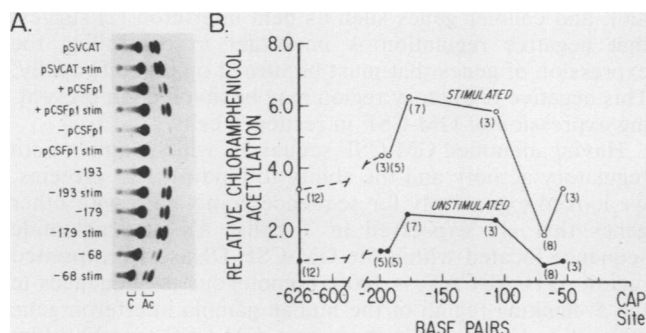 A.
pSVCAT
pSVCAT stim
+ pCSFp1
+ pCSFp1 stim
- pCSFp1
- pCSFp1 stim
-193
-193 stim
-179
-179 stim
-68
-68 stim
C
AC
B.
RELATIVE CHLORAMPHENICOL
ACETYLATION
8.0
6.0
4.0
2.0
STIMULATED
(7)
(3)
(3)(5)
(12)
(3)
(8)
UNSTIMULATED
(7)
(3)
(5)(5)
(12)
(8)
(3)
-626
-600
-200
-150
-100
-50
CAP
Site
BASE PAIRS